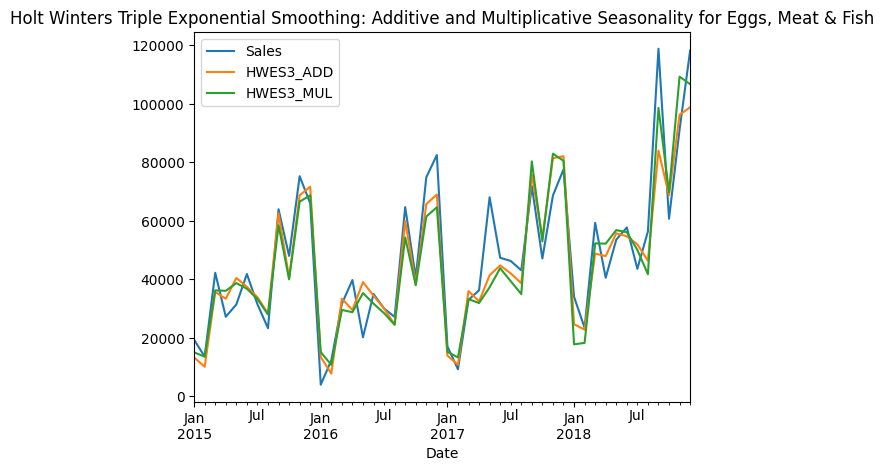 Holt Winters Triple Exponential Smoothing: Additive and Multiplicative Seasonality for Eggs, Meat & Fish
Sales
HWES3_ADD
HWES3_MUL
120000
100000
80000
60000
40000
20000
0
Jan Jul Jan Jul Jan Jul Jan Jul
2015 2016 2017 2018
Date